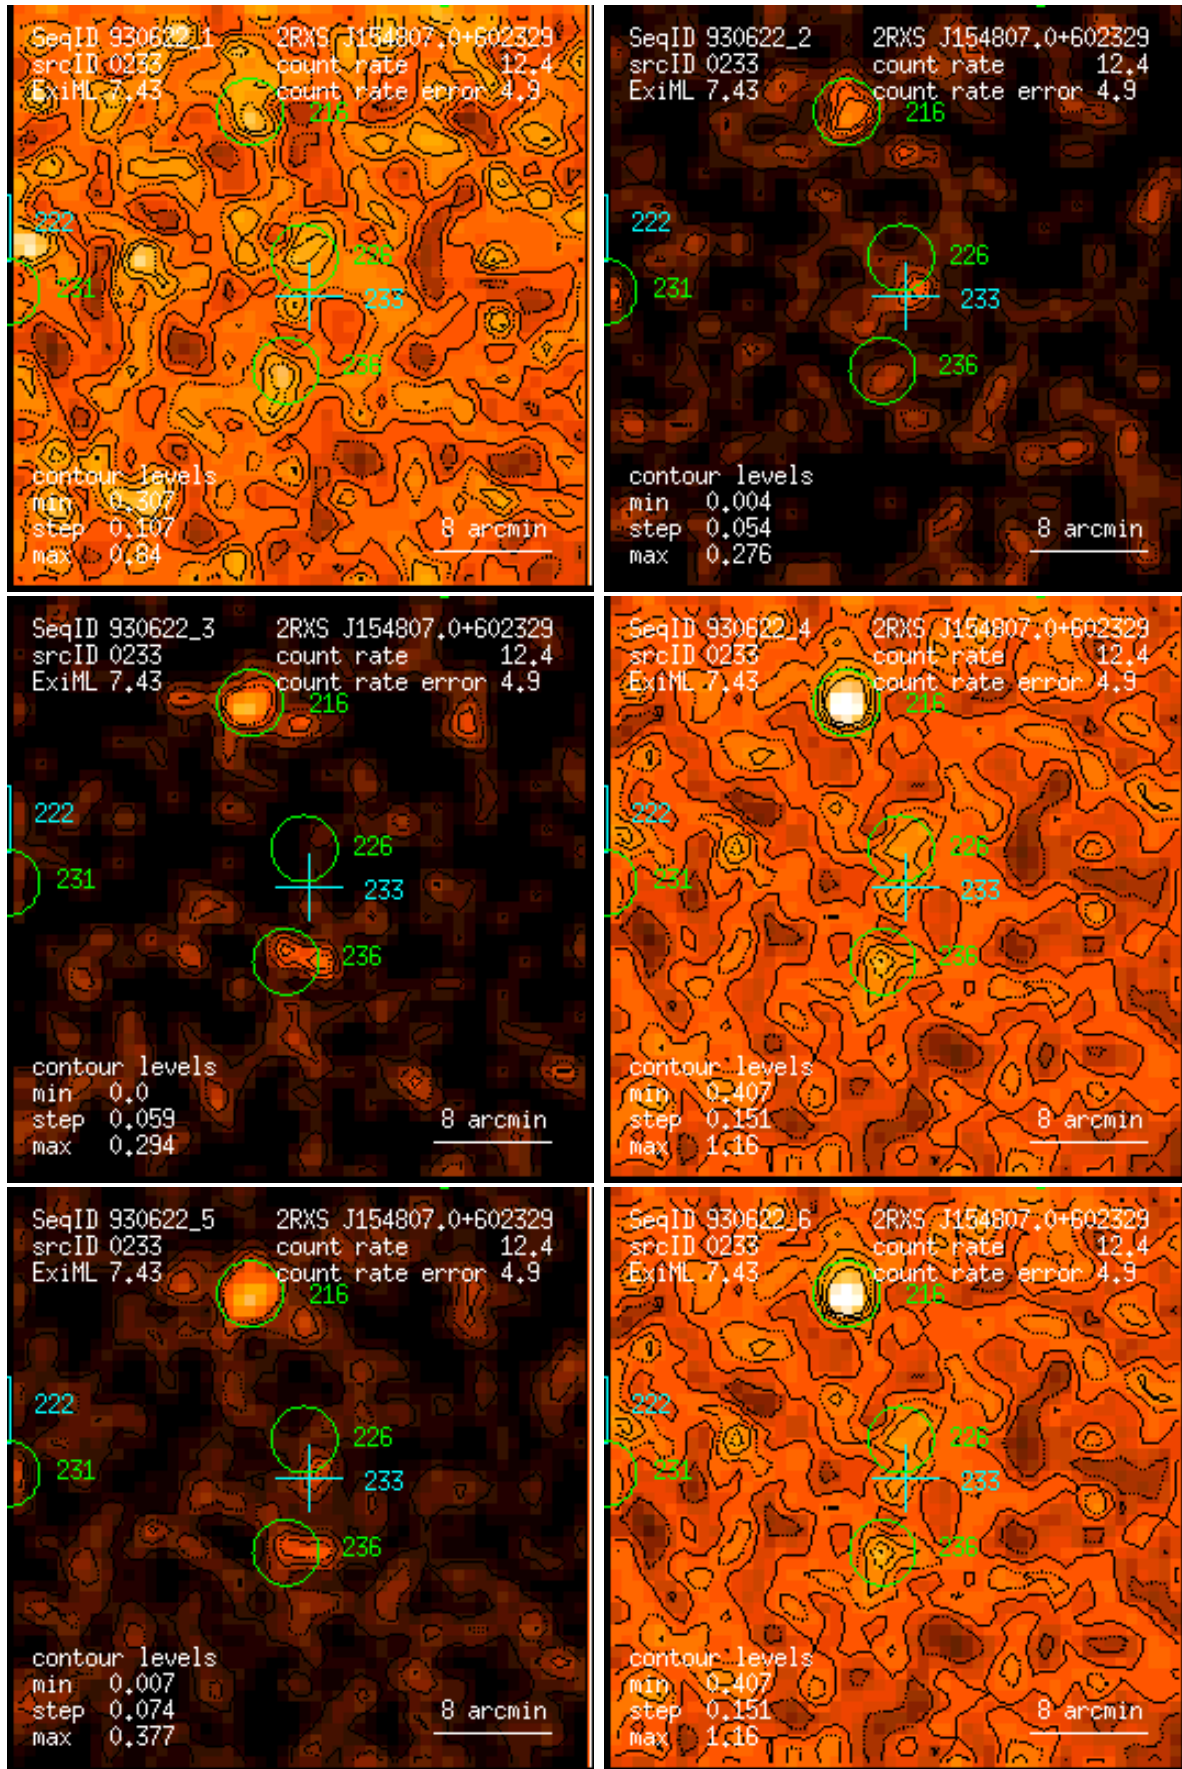 SeqID 930622_1 2RXS J154807.0+602329
srcID 0233 count rate 12.4
ExiML 7.43 count rate error 4.9
216
222
226
231
233
236
contour levels
min 0.307
step 0.107 8 arcmin
max 0.84
SeqID 930622_2 2RXS J154807.0+602329
srcID 0233 count rate 12.4
ExiML 7.43 count rate error 4.9
216
222
226
231
233
236
contour levels
min 0.004
step 0.054 8 arcmin
max 0.276
SeqID 930622_3 2RXS J154807.0+602329
srcID 0233 count rate 12.4
ExiML 7.43 count rate error 4.9
216
222
226
231
233
236
contour levels
min 0.0
step 0.059 8 arcmin
max 0.294
SeqID 930622_4 2RXS J154807.0+602329
srcID 0233 count rate 12.4
ExiML 7.43 count rate error 4.9
216
222
226
231
233
236
contour levels
min 0.407
step 0.151 8 arcmin
max 1.16
SeqID 930622_5 2RXS J154807.0+602329
srcID 0233 count rate 12.4
ExiML 7.43 count rate error 4.9
216
222
226
231
233
236
contour levels
min 0.007
step 0.074 8 arcmin
max 0.377
SeqID 930622_6 2RXS J154807.0+602329
srcID 0233 count rate 12.4
ExiML 7.43 count rate error 4.9
216
222
226
231
233
236
contour levels
min 0.407
step 0.151 8 arcmin
max 1.16